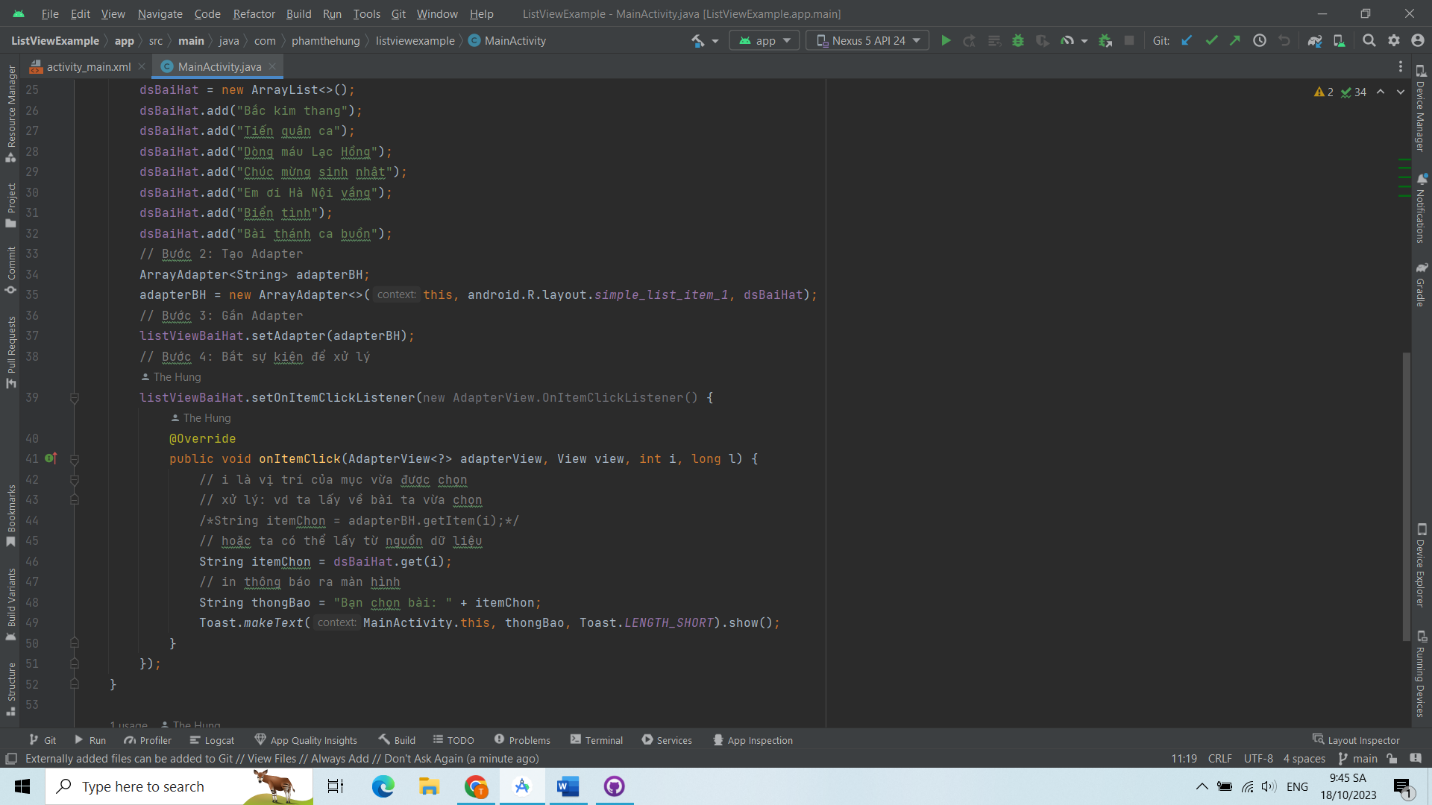 File Edit View Navigate Code Refactor Build Run Tools Git Window Help ListViewExample - MainActivity.java [ListViewExample.app.main]
ListViewExample app src main java com phamthehung listviewexample MainActivity app Nexus 5 API 24 Git:
activity_main.xml MainActivity.java
2 34
25 dsBaiHat = new ArrayList<>();
26 dsBaiHat.add("Bắc kim thang");
27 dsBaiHat.add("Tiến quân ca");
28 dsBaiHat.add("Dòng máu Lạc Hồng");
29 dsBaiHat.add("Chúc mừng sinh nhật");
30 dsBaiHat.add("Em ơi Hà Nội vắng");
31 dsBaiHat.add("Biển tình");
32 dsBaiHat.add("Bài thánh ca buồn");
33 // Bước 2: Tạo Adapter
34 ArrayAdapter<String> adapterBH;
35 adapterBH = new ArrayAdapter<>( context: this, android.R.layout.simple_list_item_1, dsBaiHat);
36 // Bước 3: Gắn Adapter
37 listViewBaiHat.setAdapter(adapterBH);
38 // Bước 4: Bắt sự kiện để xử lý
The Hung
39 listViewBaiHat.setOnItemClickListener(new AdapterView.OnItemClickListener() {
The Hung
40 @Override
41 public void onItemClick(AdapterView<?> adapterView, View view, int i, long l) {
42 // i là vị trí của mục vừa được chọn
43 // xử lý: vd ta lấy về bài ta vừa chọn
44 /*String itemChon = adapterBH.getItem(i);*/
45 // hoặc ta có thể lấy từ nguồn dữ liệu
46 String itemChon = dsBaiHat.get(i);
47 // in thông báo ra màn hình
48 String thongBao = "Bạn chọn bài: " + itemChon;
49 Toast.makeText( context: MainActivity.this, thongBao, Toast.LENGTH_SHORT).show();
50 }
51 });
52 }
53
1 usage The Hung
Resource Manager
Project
Commit
Pull Requests
Bookmarks
Build Variants
Structure
Device Manager
Notifications
Gradle
Device Explorer
Running Devices
Git Run Profiler Logcat App Quality Insights Build TODO Problems Terminal Services App Inspection Layout Inspector
Externally added files can be added to Git // View Files // Always Add // Don't Ask Again (a minute ago) 11:19 CRLF UTF-8 4 spaces main
Type here to search ENG 9:45 SA
18/10/2023 1